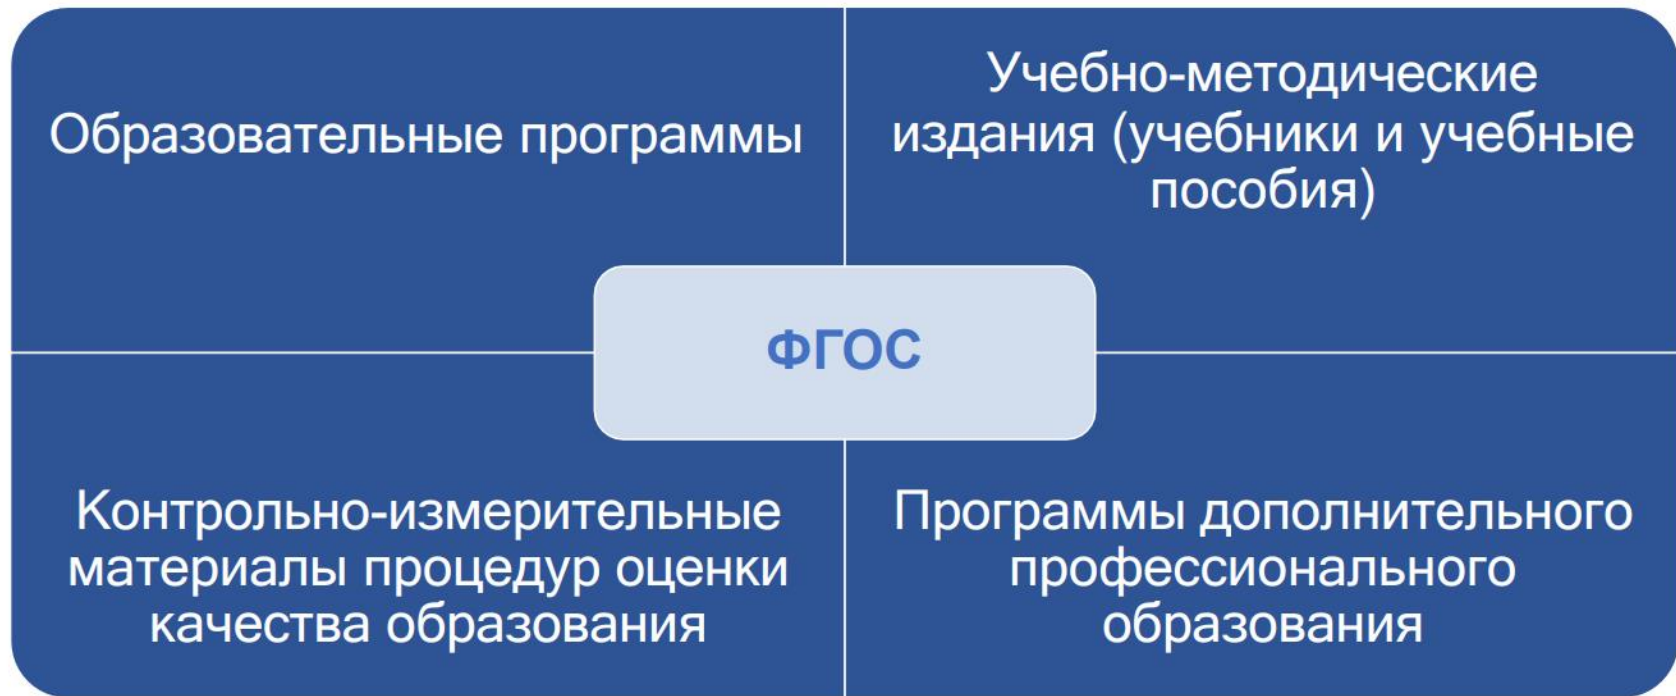 Образовательные программы
Учебно-методические
издания (учебники и учебные
пособия)
ФГОС
Контрольно-измерительные
материалы процедур оценки
качества образования
Программы дополнительного
профессионального
образования